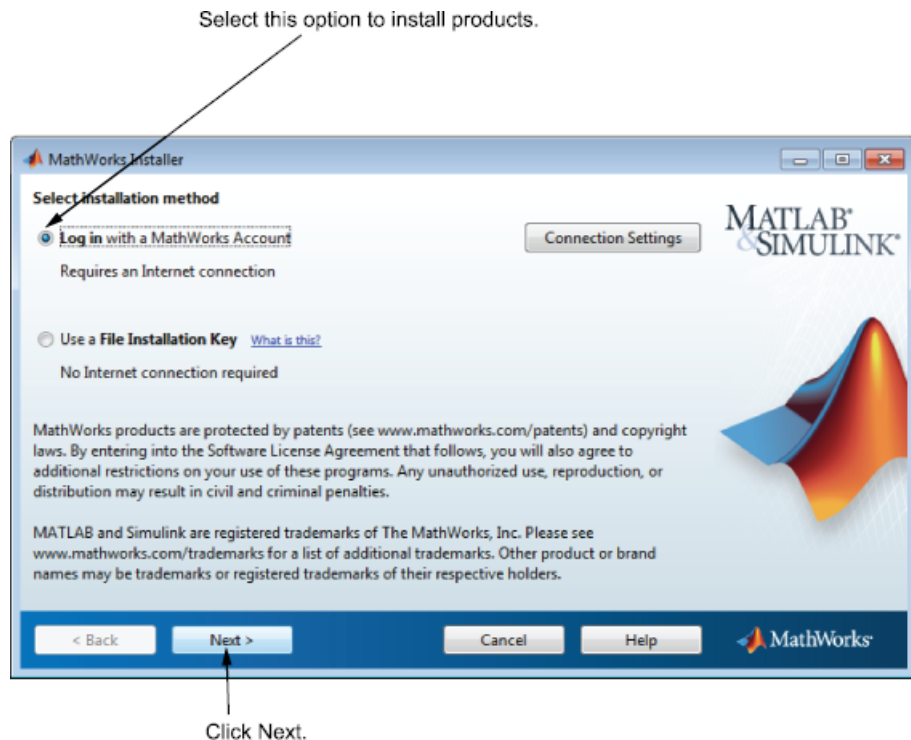 Select this option to install products.
MathWorks Installer
Select installation method
Log in with a MathWorks Account
Connection Settings
MATLAB®
&SIMULINK®
Requires an Internet connection
Use a File Installation Key What is this?
No Internet connection required
MathWorks products are protected by patents (see www.mathworks.com/patents) and copyright
laws. By entering into the Software License Agreement that follows, you will also agree to
additional restrictions on your use of these programs. Any unauthorized use, reproduction, or
distribution may result in civil and criminal penalties.
MATLAB and Simulink are registered trademarks of The MathWorks, Inc. Please see
www.mathworks.com/trademarks for a list of additional trademarks. Other product or brand
names may be trademarks or registered trademarks of their respective holders.
< Back
Next >
Cancel
Help
MathWorks®
Click Next.